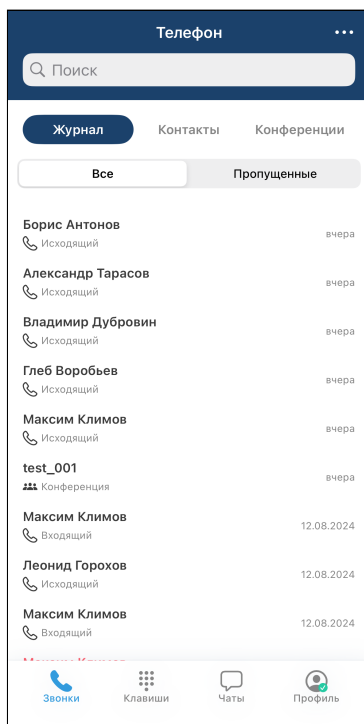 Телефон
Поиск
Журнал Контакты Конференции
Все Пропущенные
Борис Антонов
Исходящий вчера
Александр Тарасов
Исходящий вчера
Владимир Дубровин
Исходящий вчера
Глеб Воробьев
Исходящий вчера
Максим Климов
Исходящий вчера
test_001
Конференция вчера
Максим Климов
Входящий 12.08.2024
Леонид Горохов
Исходящий 12.08.2024
Максим Климов
Входящий 12.08.2024
Звонки Клавиши Чаты Профиль